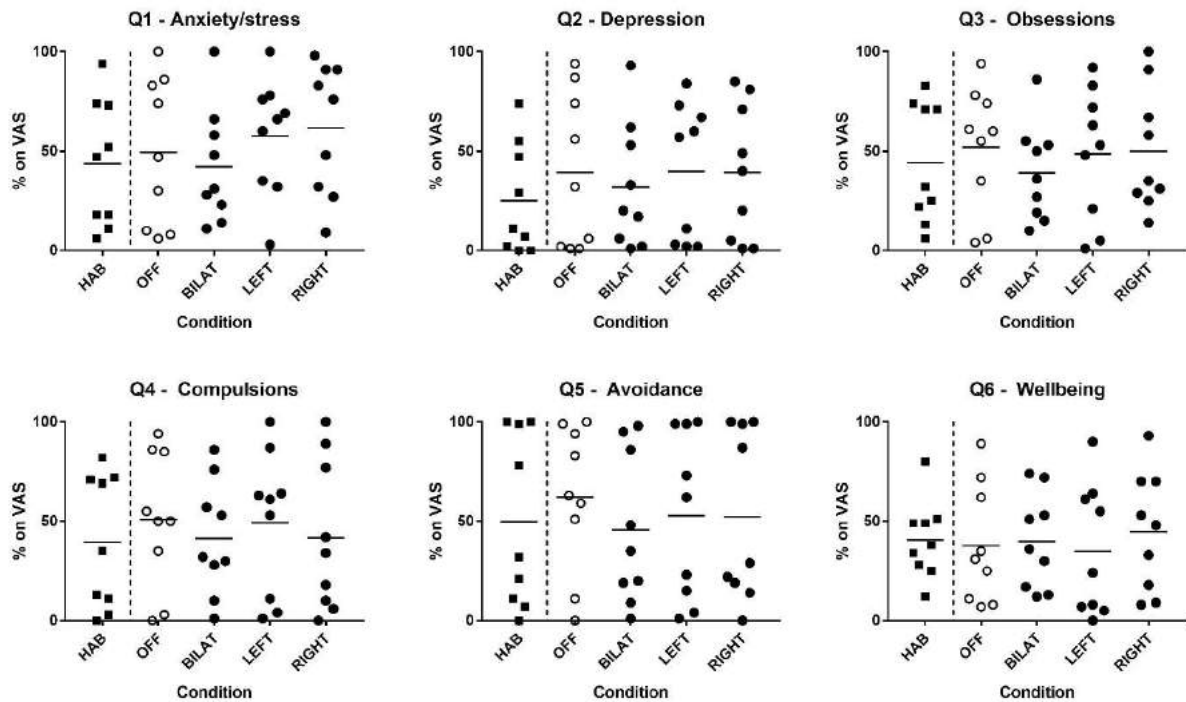 Q1 - Anxiety/stress
% on VAS
100
50
0
HAB
OFF
BILAT
LEFT
RIGHT
Condition
Q2 - Depression
% on VAS
100
50
0
HAB
OFF
BILAT
LEFT
RIGHT
Condition
Q3 - Obsessions
% on VAS
100
50
0
HAB
OFF
BILAT
LEFT
RIGHT
Condition
Q4 - Compulsions
% on VAS
100
50
0
HAB
OFF
BILAT
LEFT
RIGHT
Condition
Q5 - Avoidance
% on VAS
100
50
0
HAB
OFF
BILAT
LEFT
RIGHT
Condition
Q6 - Wellbeing
% on VAS
100
50
0
HAB
OFF
BILAT
LEFT
RIGHT
Condition